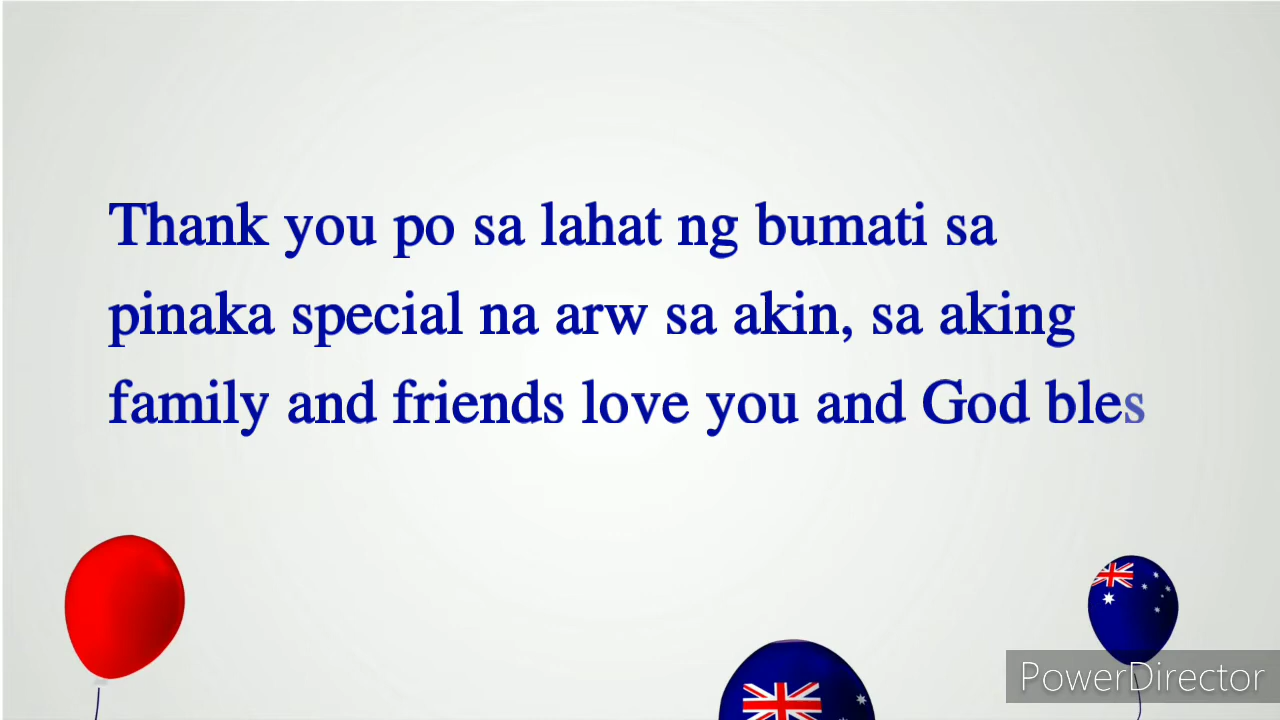 Thank you po sa lahat ng bumati sa
pinaka special na arw sa akin, sa aking
family and friends love you and God bles
PowerDirector